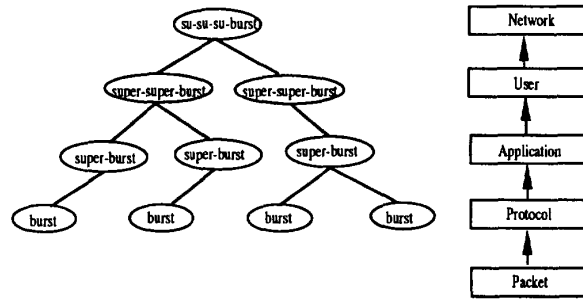 su-su-su-burst
Network
super-super-burst
super-super-burst
User
super-burst
super-burst
super-burst
Application
burst
burst
burst
burst
Protocol
Packet